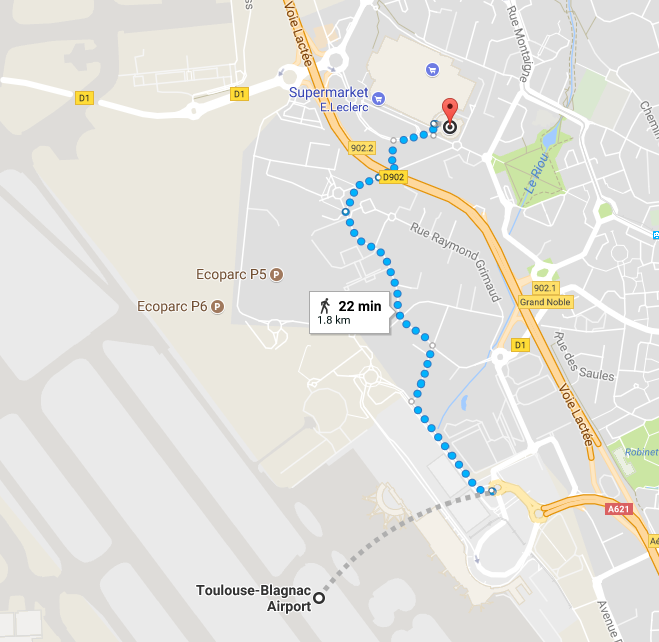 Voie Lactée
Rue Montaigne
D1
D1
Supermarket
E.Leclerc
902.2
D902
Le Riou
Rue Raymond Grimaud
Ecoparc P5 P
Ecoparc P6 P
22 min
1.8 km
902.1
Grand Noble
D1
Rue des Saules
Voie Lactée
Robinet
A621
Toulouse-Blagnac
Airport
Avenue